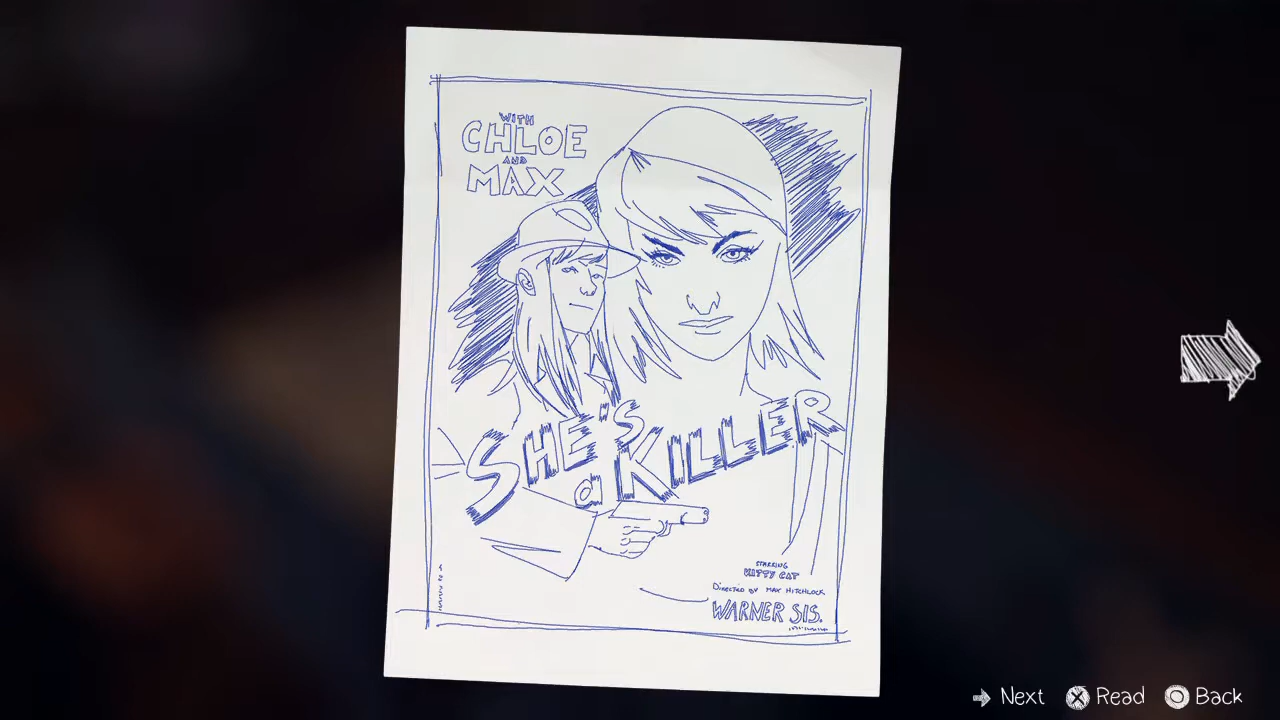 WITH
CHLOE
AND
MAX
SHE'S
a KILLER
STARRING
KITTY CAT
DIRECTED BY MAX HITCHLOCK
WARNER SIS.
Next Read Back